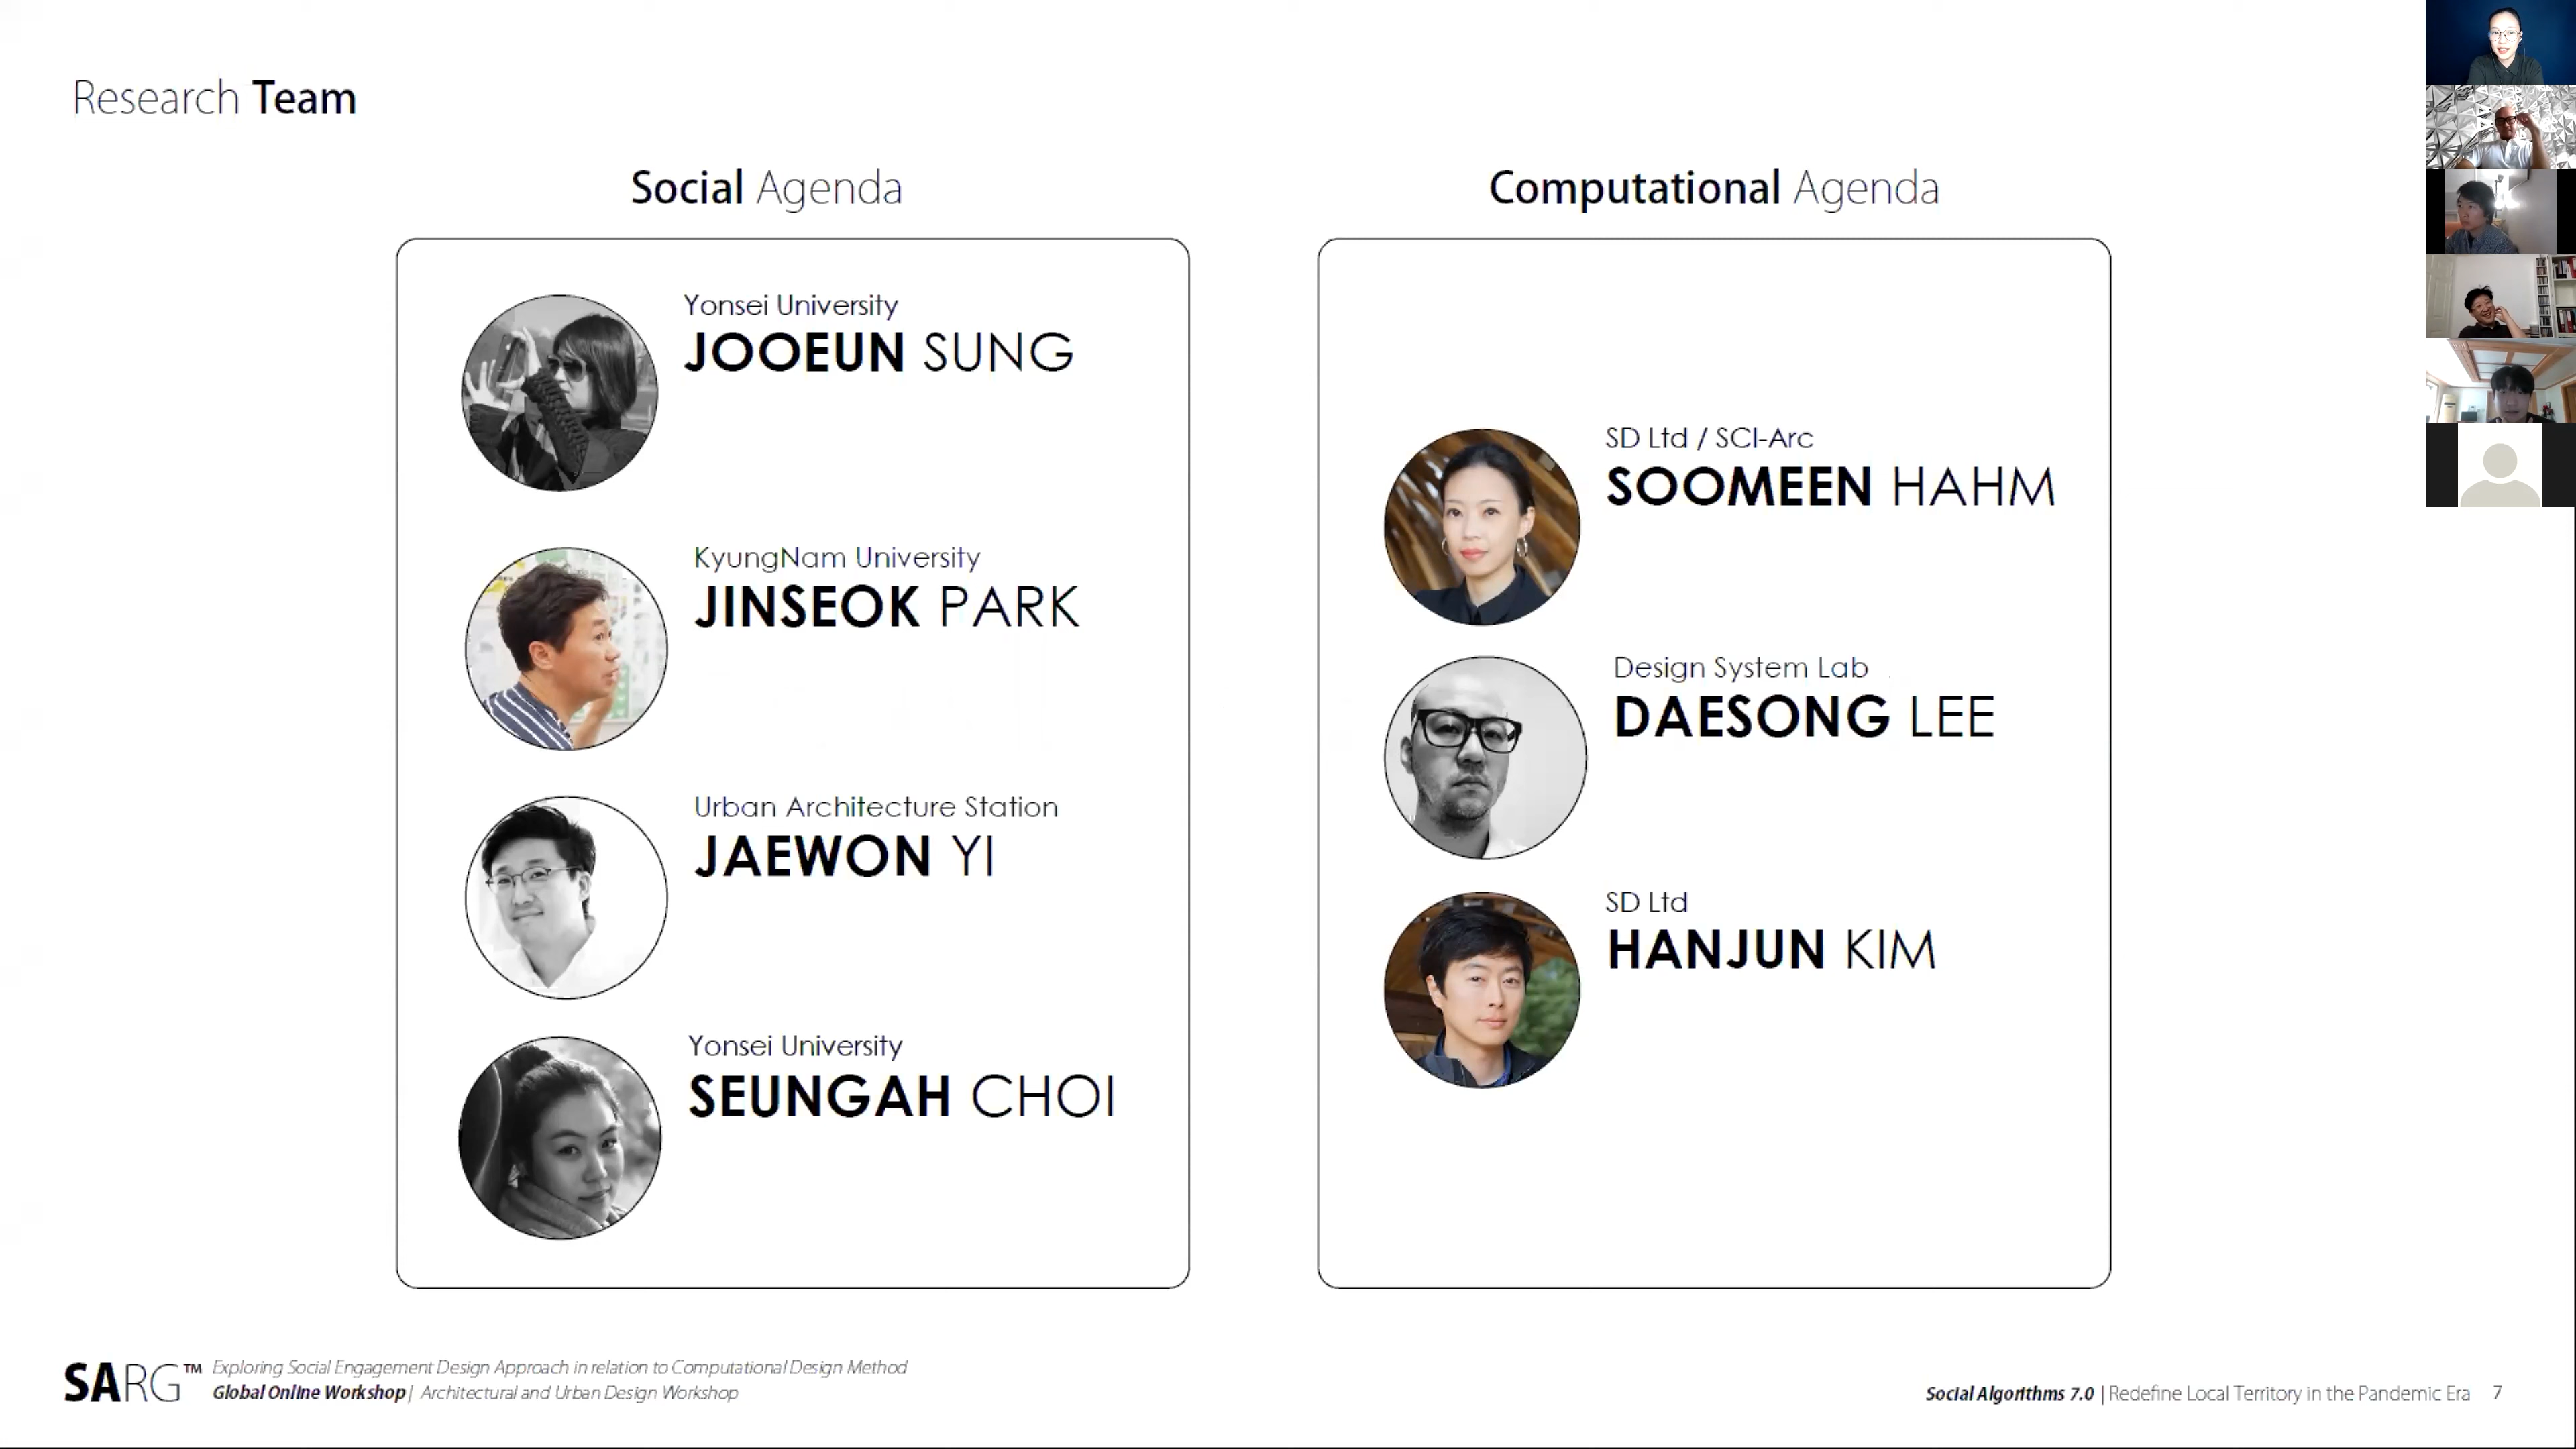 Research Team
Social Agenda
Yonsei University
JOOEUN SUNG
KyungNam University
JINSEOK PARK
Urban Architecture Station
JAEWON YI
Yonsei University
SEUNGAH CHOI
Computational Agenda
SD Ltd / SCI-Arc
SOOMEEN HAHM
Design System Lab
DAESONG LEE
SD Ltd
HANJUN KIM
SARG™
Exploring Social Engagement Design Approach in relation to Computational Design Method
Global Online Workshop | Architectural and Urban Design Workshop
Social Algorithms 7.0 | Redefine Local Territory in the Pandemic Era 7